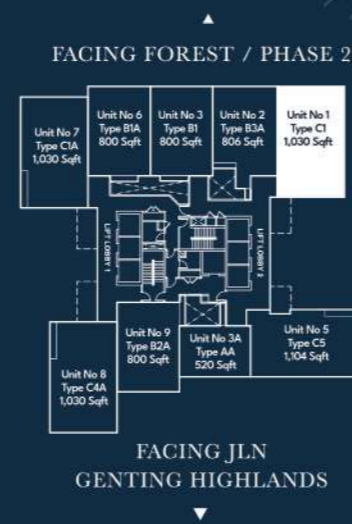 FACING FOREST / PHASE 2
Unit No 7
Type C1A
1,030 Sqft
Unit No 6
Type B1A
800 Sqft
Unit No 3
Type B1
800 Sqft
Unit No 2
Type B3A
806 Sqft
Unit No 1
Type C1
1,030 Sqft
LIFT LOBBY 1
LIFT LOBBY 2
Unit No 8
Type C4A
1,030 Sqft
Unit No 9
Type B2A
800 Sqft
Unit No 3A
Type AA
520 Sqft
Unit No 5
Type C5
1,104 Sqft
FACING JLN
GENTING HIGHLANDS